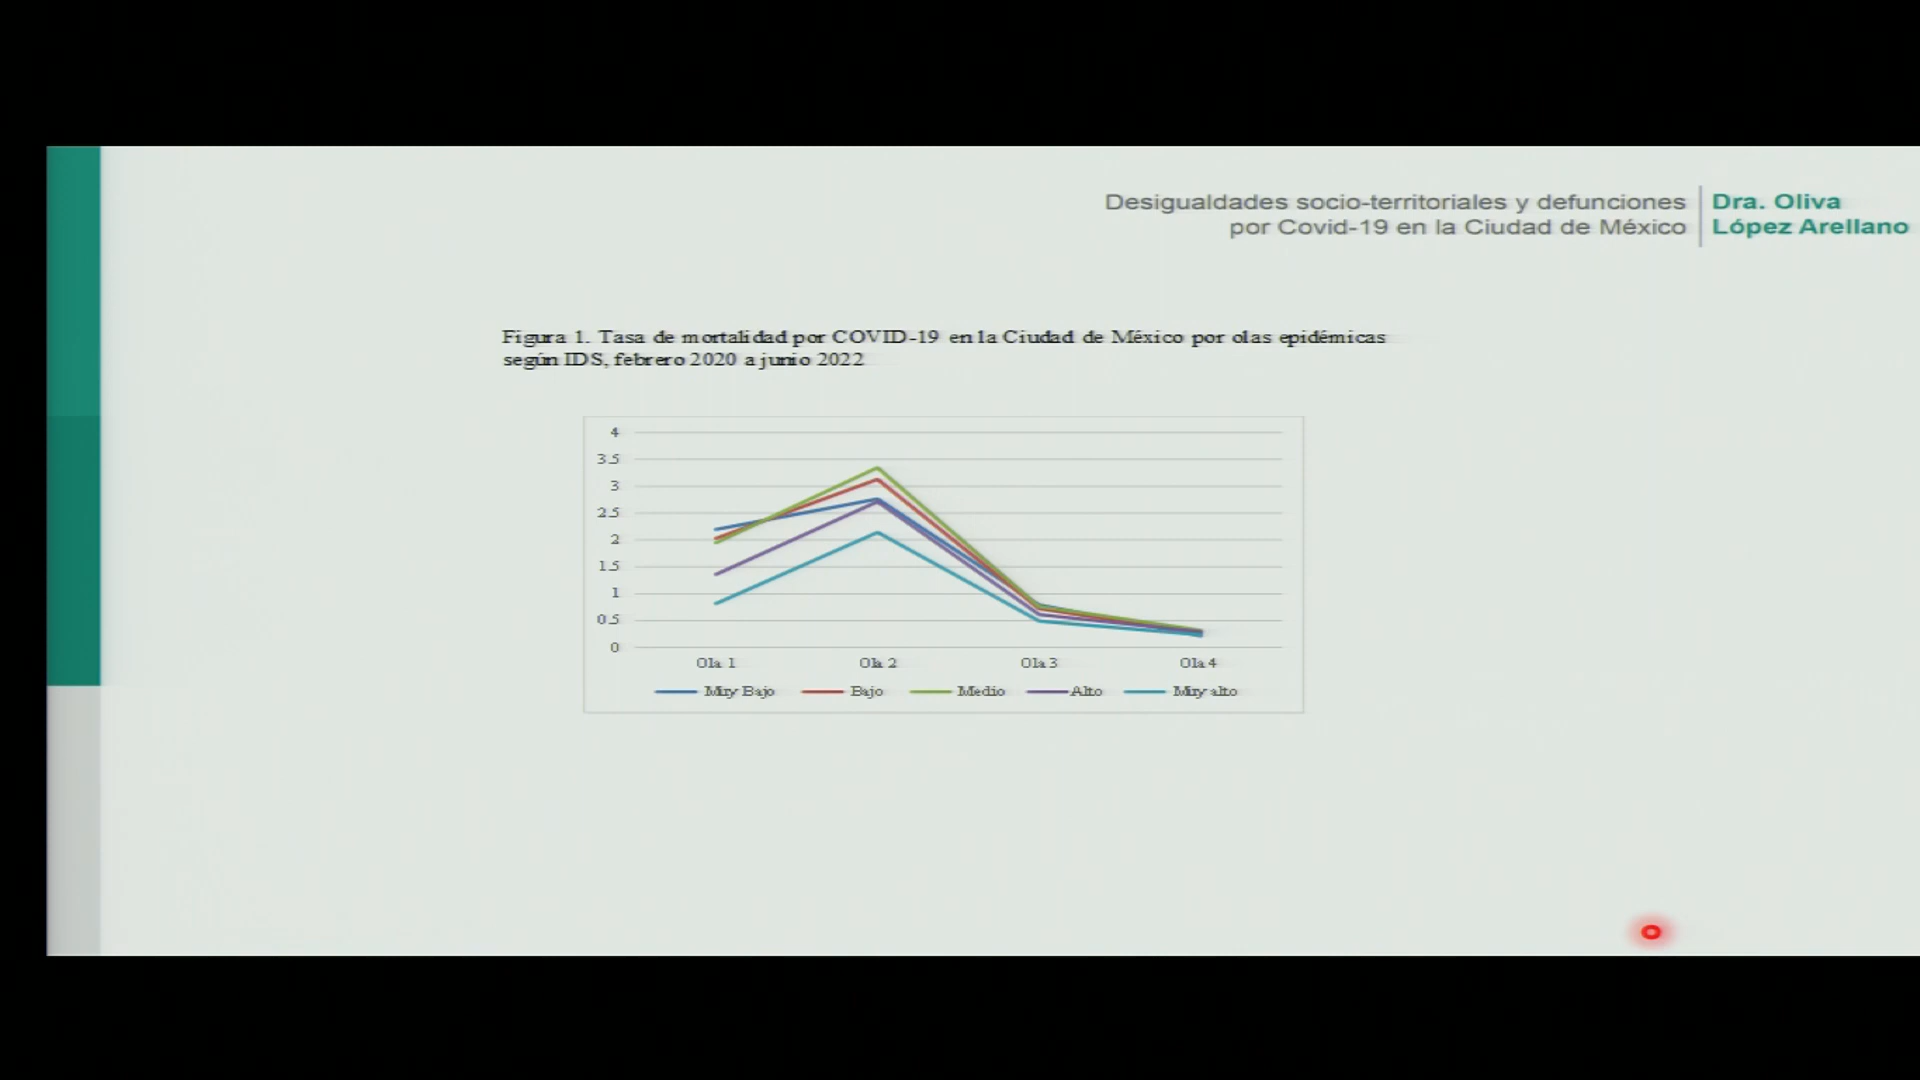 Desigualdades socio-territoriales y defunciones
por Covid-19 en la Ciudad de México
Dra. Oliva
López Arellano
Figura 1. Tasa de mortalidad por COVID-19 en la Ciudad de México por olas epidémicas
según IDS, febrero 2020 a junio 2022
4
3.5
3
2.5
2
1.5
1
0.5
0
Ola 1 Ola 2 Ola 3 Ola 4
Muy Bajo Bajo Medio Alto Muy alto